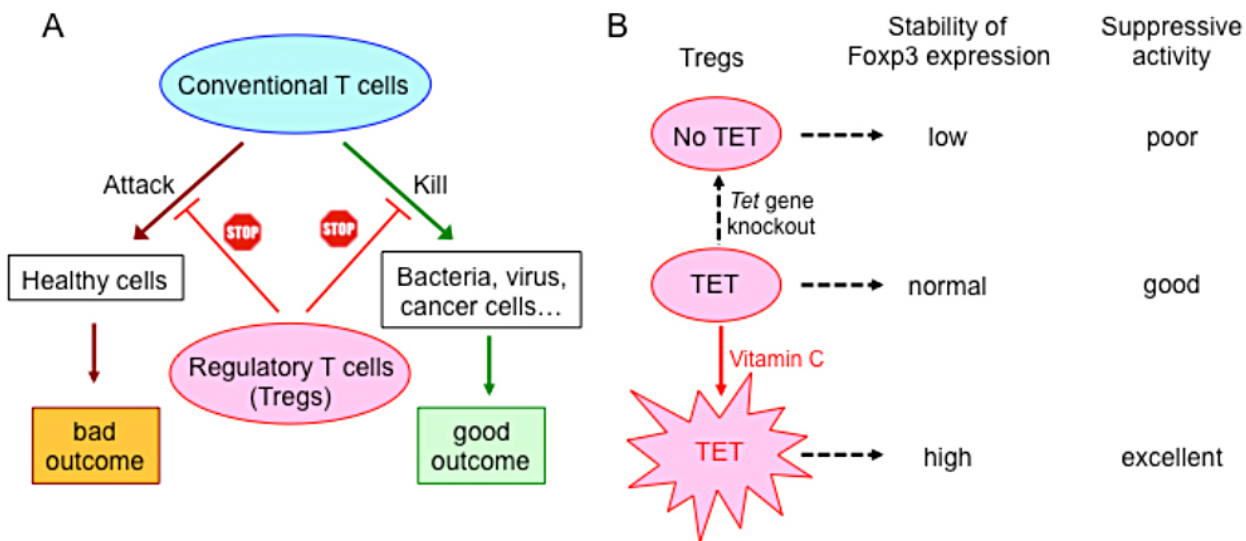 A
Conventional T cells
Attack
Kill
STOP
STOP
Healthy cells
Bacteria, virus,
cancer cells...
Regulatory T cells
(Tregs)
bad
outcome
good
outcome
B
Tregs
Stability of
Foxp3 expression
Suppressive
activity
No TET
low
poor
Tet gene
knockout
TET
normal
good
Vitamin C
TET
high
excellent